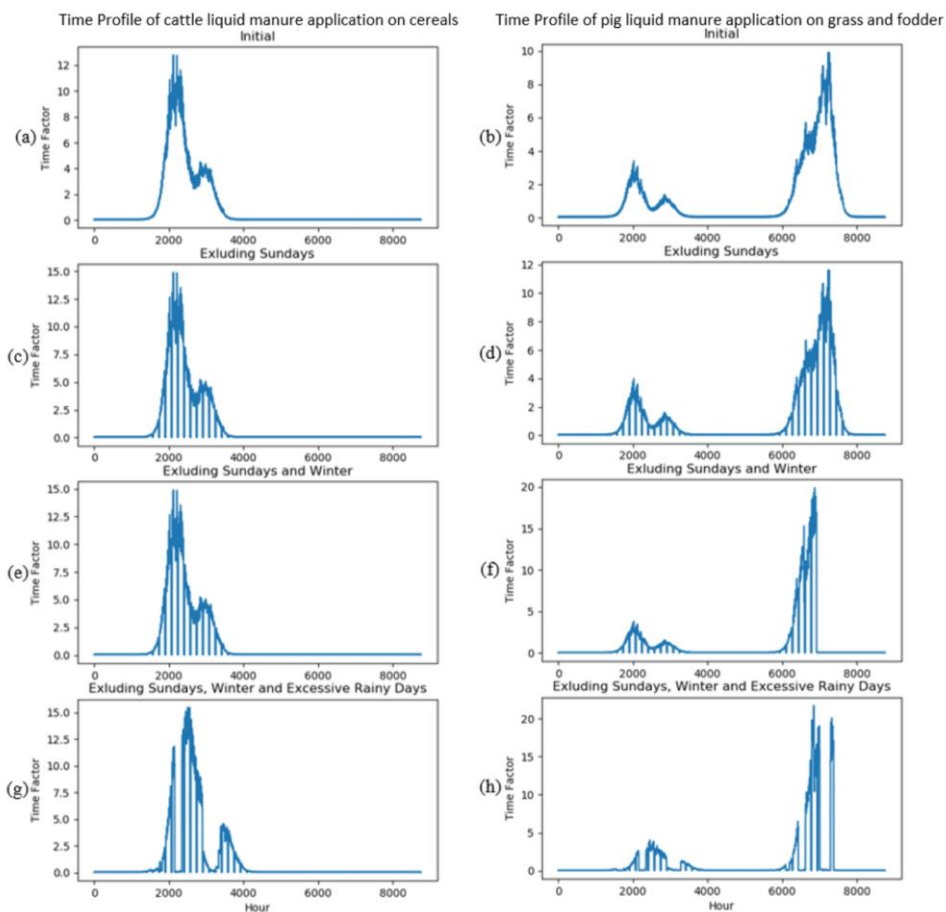 Time Profile of cattle liquid manure application on cereals
Time Profile of pig liquid manure application on grass and fodder
Initial
Initial
(a)
Time Factor
12
10
8
6
4
2
0
0 2000 4000 6000 8000
(b)
Time Factor
10
8
6
4
2
0
0 2000 4000 6000 8000
Exluding Sundays
Exluding Sundays
(c)
Time Factor
15.0
12.5
10.0
7.5
5.0
2.5
0.0
0 2000 4000 6000 8000
(d)
Time Factor
12
10
8
6
4
2
0
0 2000 4000 6000 8000
Exluding Sundays and Winter
Exluding Sundays and Winter
(e)
Time Factor
15.0
12.5
10.0
7.5
5.0
2.5
0.0
0 2000 4000 6000 8000
(f)
Time Factor
20
15
10
5
0
0 2000 4000 6000 8000
Exluding Sundays, Winter and Excessive Rainy Days
Exluding Sundays, Winter and Excessive Rainy Days
(g)
Time Factor
15.0
12.5
10.0
7.5
5.0
2.5
0.0
0 2000 4000 6000 8000
Hour
(h)
Time Factor
20
15
10
5
0
0 2000 4000 6000 8000
Hour